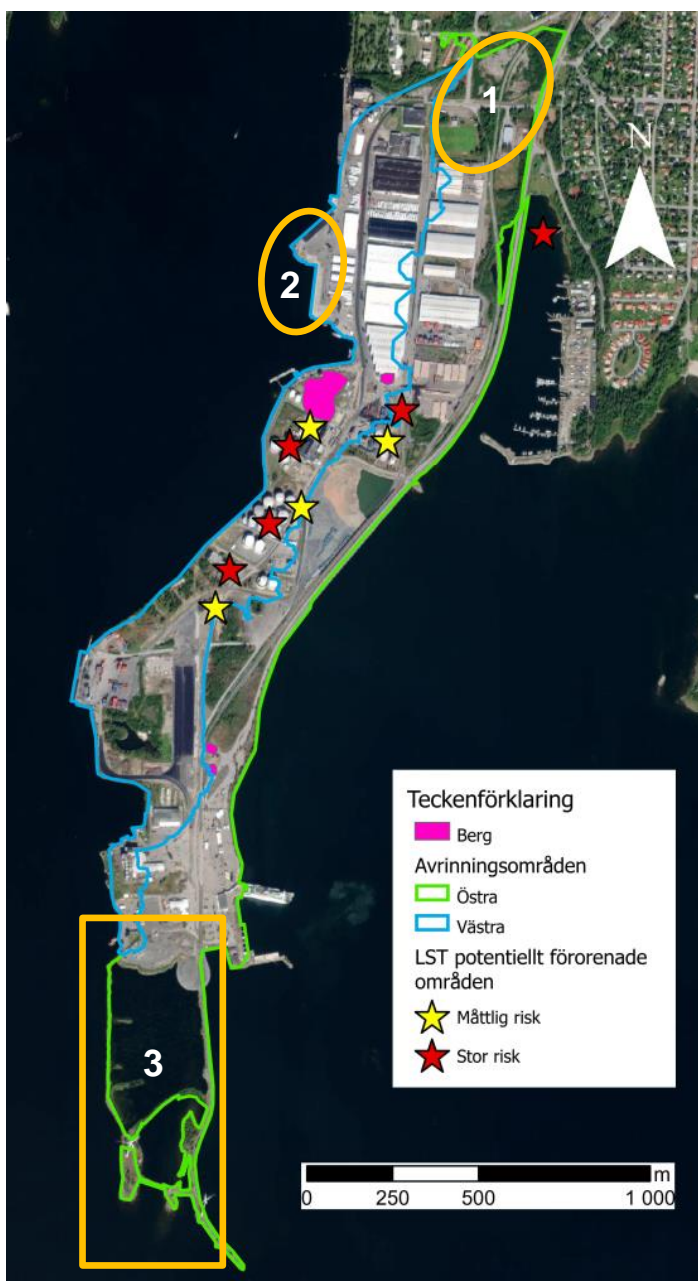 1
N
2
Teckenförklaring
Berg
Avrinningsområden
Östra
Västra
LST potentiellt förorenade
områden
Måttlig risk
Stor risk
3
m
0 250 500 1 000